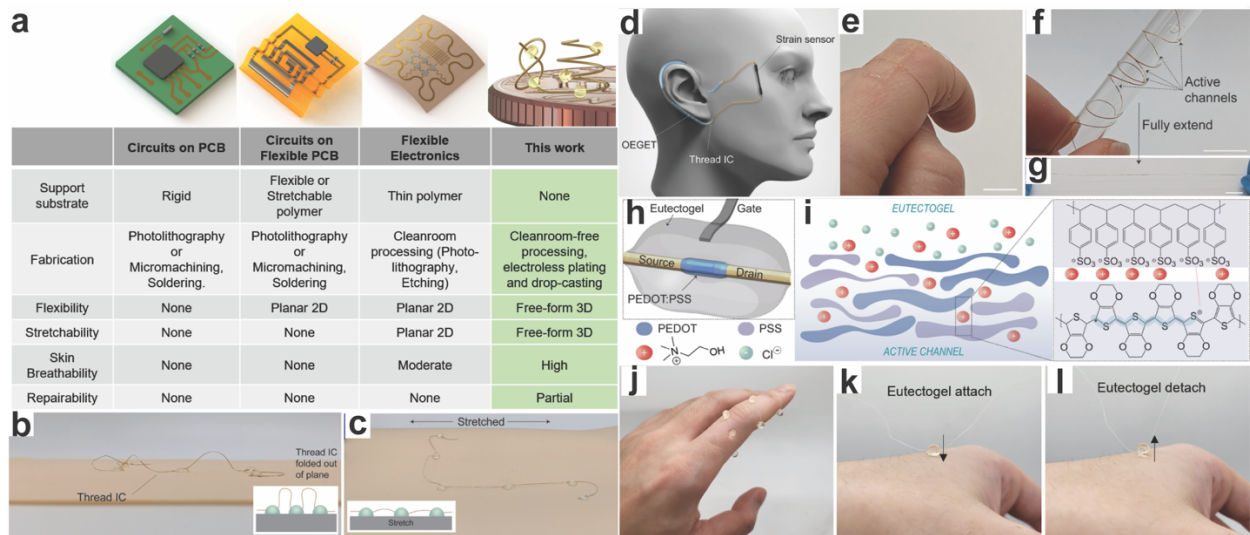 a
Circuits on PCB
Circuits on
Flexible PCB
Flexible
Electronics
This work
Support
substrate
Rigid
Flexible or
Stretchable
polymer
Thin polymer
None
Fabrication
Photolithography
or
Micromachining,
Soldering.
Photolithography
or
Micromachining,
Soldering
Cleanroom
processing (Photo-
lithography,
Etching)
Cleanroom-free
processing,
electroless plating
and drop-casting
Flexibility
None
Planar 2D
Planar 2D
Free-form 3D
Stretchability
None
None
Planar 2D
Free-form 3D
Skin
Breathability
None
None
Moderate
High
Repairability
None
None
None
Partial
b
Thread IC
Thread IC
folded out
of plane
c
Stretched
Stretch
d
Strain sensor
OEGET
Thread IC
e
f
Active
channels
Fully extend
g
h
Eutectogel
Gate
Source
Drain
PEDOT:PSS
PEDOT
PSS
N
OH
Cl⊖
i
EUTECTOGEL
ACTIVE CHANNEL
SO₃ SO₃ SO₃ SO₃ SO₃ SO₃
j
k
Eutectogel attach
l
Eutectogel detach